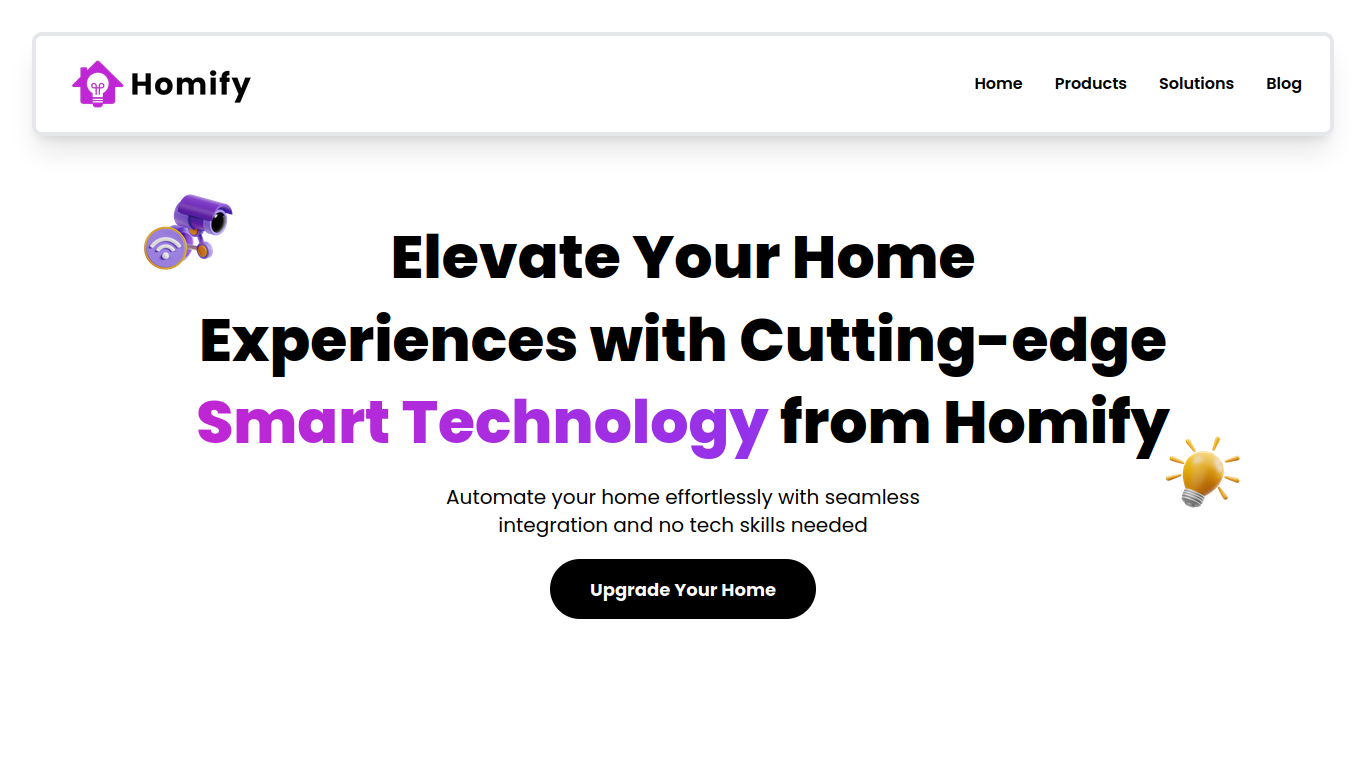 Homify
Home Products Solutions Blog
Elevate Your Home
Experiences with Cutting-edge
Smart Technology from Homify
Automate your home effortlessly with seamless
integration and no tech skills needed
Upgrade Your Home